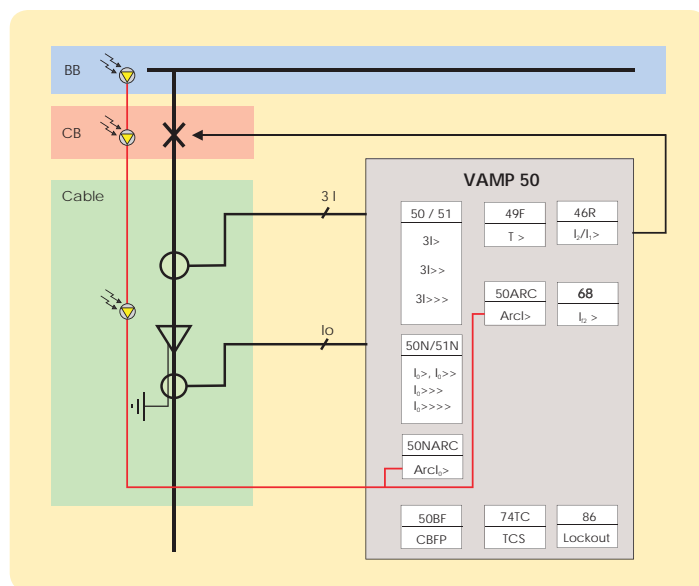 BB
CB
Cable
3 I
Io
VAMP 50
50 / 51
3I>
3I>>
3I>>>
49F
T >
46R
I₂/I₁>
50ARC
ArcI>
68
If2 >
50N/51N
I₀>, I₀>>
I₀>>>
I₀>>>>
50NARC
ArcI₀>
50BF
CBFP
74TC
TCS
86
Lockout